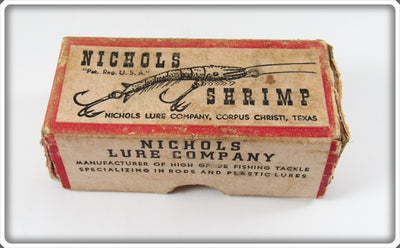 NICHOLS
"Pat. Reg. U.S.A."
SHRIMP
NICHOLS LURE COMPANY, CORPUS CHRISTI, TEXAS
NICHOLS
LURE COMPANY
MANUFACTURER OF HIGH GRADE FISHING TACKLE
SPECIALIZING IN RODS AND PLASTIC LURES